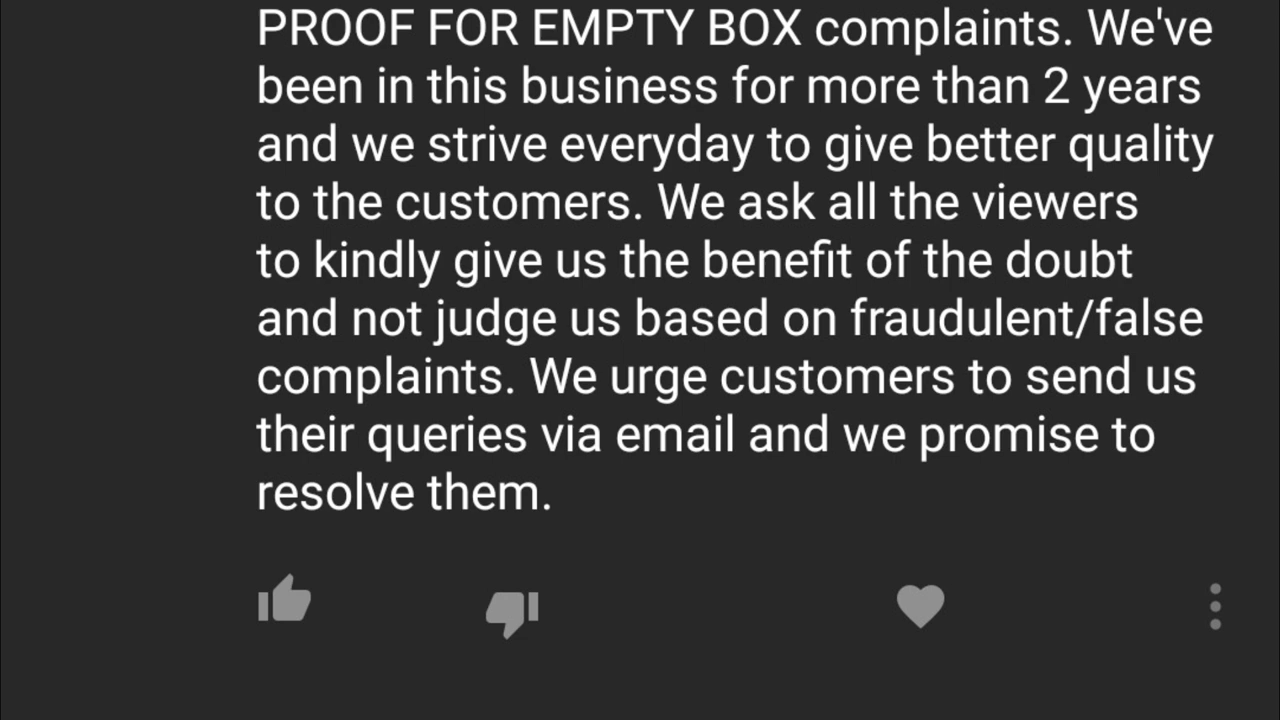 PROOF FOR EMPTY BOX complaints. We've
been in this business for more than 2 years
and we strive everyday to give better quality
to the customers. We ask all the viewers
to kindly give us the benefit of the doubt
and not judge us based on fraudulent/false
complaints. We urge customers to send us
their queries via email and we promise to
resolve them.